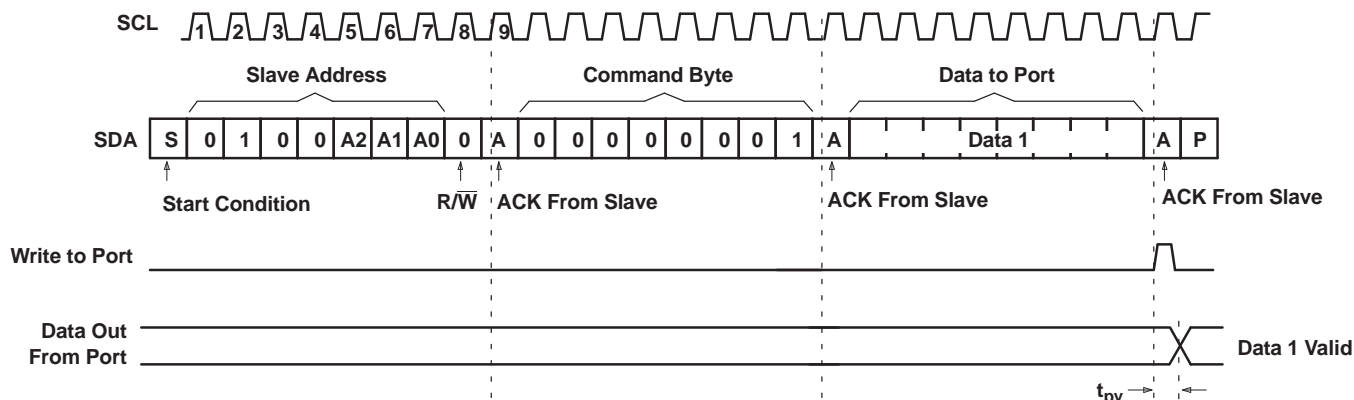 SCL 1 2 3 4 5 6 7 8 9
Slave Address Command Byte Data to Port
SDA S 0 1 0 0 A2 A1 A0 0 A 0 0 0 0 0 0 0 1 A Data 1 A P
Start Condition R/W̅ ACK From Slave ACK From Slave ACK From Slave
Write to Port
Data Out
From Port
Data 1 Valid
tpv